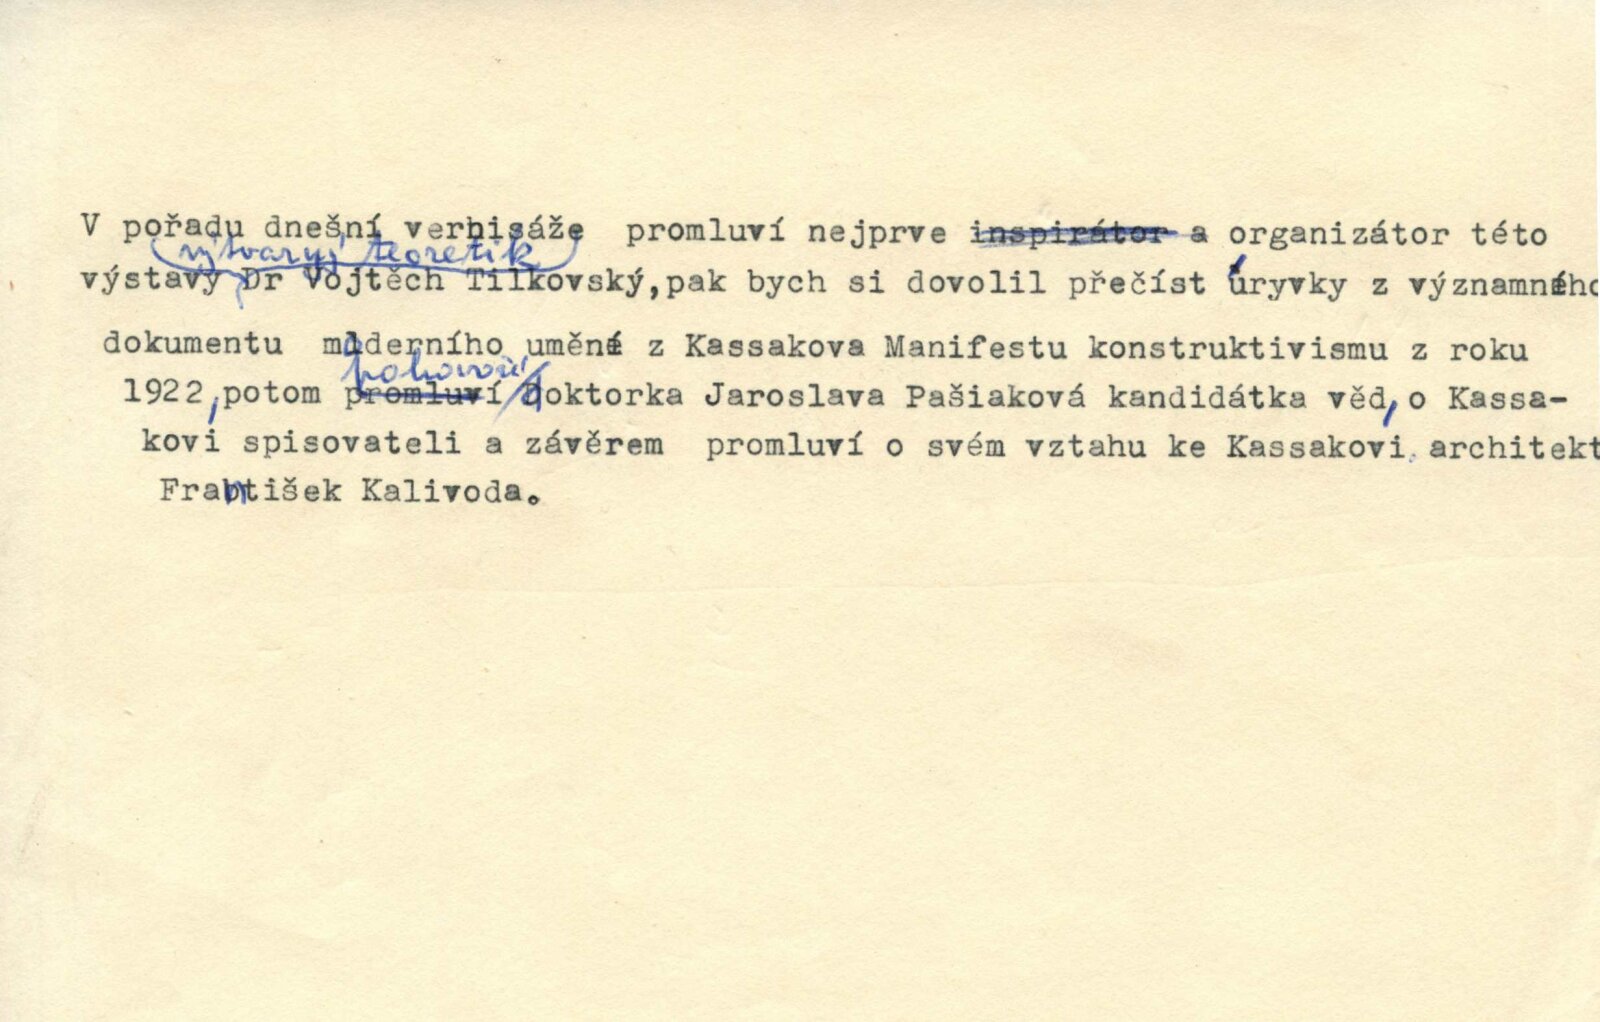 V pořadu dnešní vernisáže promluví nejprve inspirátor a organizátor této
výtvarný teoretik
výstavy Dr Vojtěch Tilkovský, pak bych si dovolil přečíst úryvky z významného
dokumentu moderního umění z Kassakova Manifestu konstruktivismu z roku
pohovoří
1922, potom promluví Doktorka Jaroslava Pašiaková kandidátka věd, o Kassa-
kovi spisovateli a závěrem promluví o svém vztahu ke Kassakovi architekt
František Kalivoda.